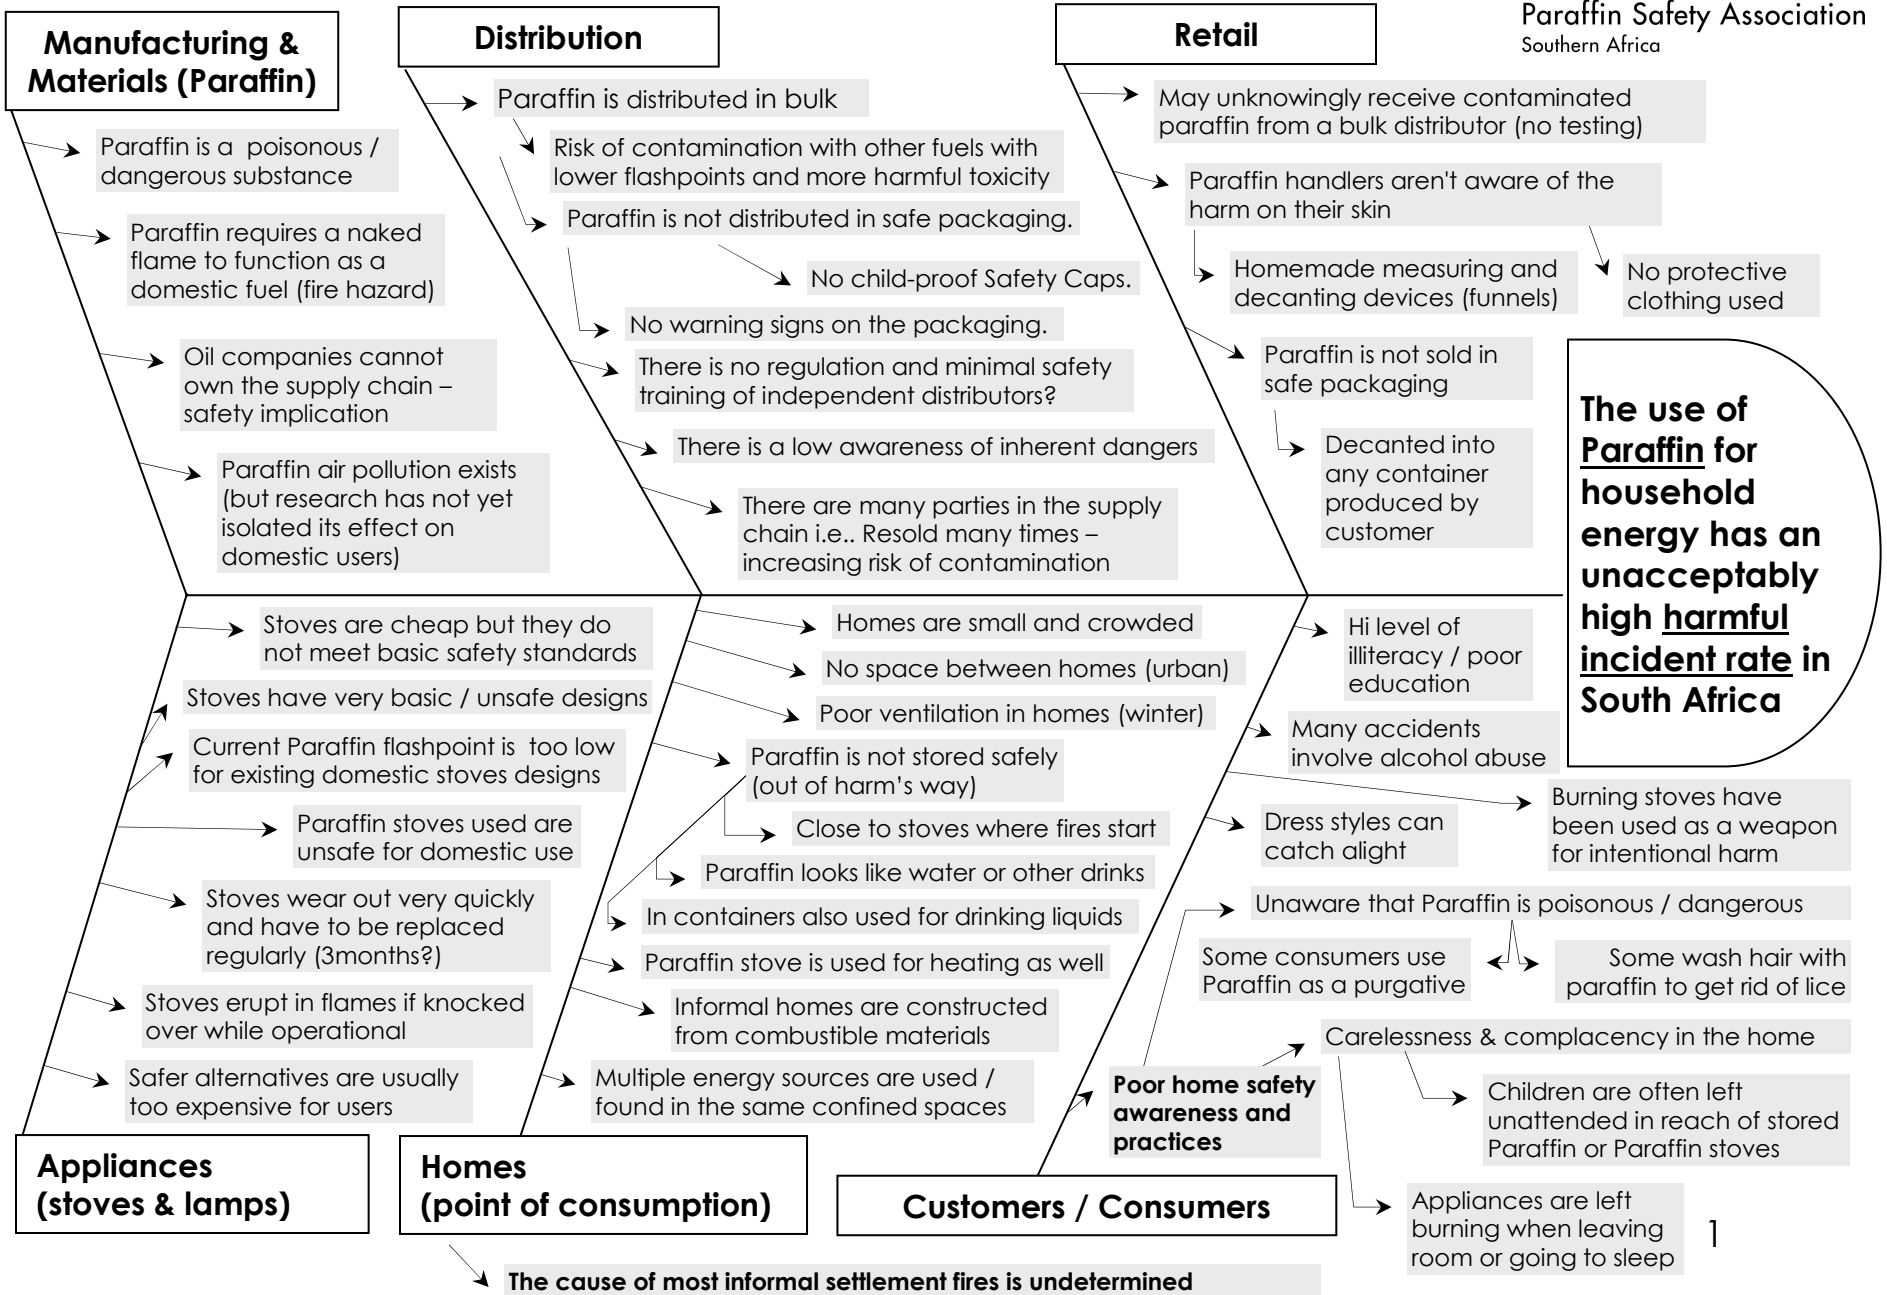 Paraffin Safety Association
Southern Africa
Manufacturing &
Materials (Paraffin)
Paraffin is a poisonous /
dangerous substance
Paraffin requires a naked
flame to function as a
domestic fuel (fire hazard)
Oil companies cannot
own the supply chain –
safety implication
Paraffin air pollution exists
(but research has not yet
isolated its effect on
domestic users)
Distribution
Paraffin is distributed in bulk
Risk of contamination with other fuels with
lower flashpoints and more harmful toxicity
Paraffin is not distributed in safe packaging.
No child-proof Safety Caps.
No warning signs on the packaging.
There is no regulation and minimal safety
training of independent distributors?
There is a low awareness of inherent dangers
There are many parties in the supply
chain i.e.. Resold many times –
increasing risk of contamination
Retail
May unknowingly receive contaminated
paraffin from a bulk distributor (no testing)
Paraffin handlers aren't aware of the
harm on their skin
Homemade measuring and
decanting devices (funnels)
No protective
clothing used
Paraffin is not sold in
safe packaging
Decanted into
any container
produced by
customer
The use of
Paraffin for
household
energy has an
unacceptably
high harmful
incident rate in
South Africa
Stoves are cheap but they do
not meet basic safety standards
Stoves have very basic / unsafe designs
Current Paraffin flashpoint is too low
for existing domestic stoves designs
Paraffin stoves used are
unsafe for domestic use
Stoves wear out very quickly
and have to be replaced
regularly (3months?)
Stoves erupt in flames if knocked
over while operational
Safer alternatives are usually
too expensive for users
Appliances
(stoves & lamps)
Homes are small and crowded
No space between homes (urban)
Poor ventilation in homes (winter)
Paraffin is not stored safely
(out of harm’s way)
Close to stoves where fires start
Paraffin looks like water or other drinks
In containers also used for drinking liquids
Paraffin stove is used for heating as well
Informal homes are constructed
from combustible materials
Multiple energy sources are used /
found in the same confined spaces
Homes
(point of consumption)
The cause of most informal settlement fires is undetermined
Hi level of
illiteracy / poor
education
Many accidents
involve alcohol abuse
Burning stoves have
been used as a weapon
for intentional harm
Dress styles can
catch alight
Unaware that Paraffin is poisonous / dangerous
Some consumers use
Paraffin as a purgative
Some wash hair with
paraffin to get rid of lice
Carelessness & complacency in the home
Poor home safety
awareness and
practices
Children are often left
unattended in reach of stored
Paraffin or Paraffin stoves
Appliances are left
burning when leaving
room or going to sleep
Customers / Consumers
1